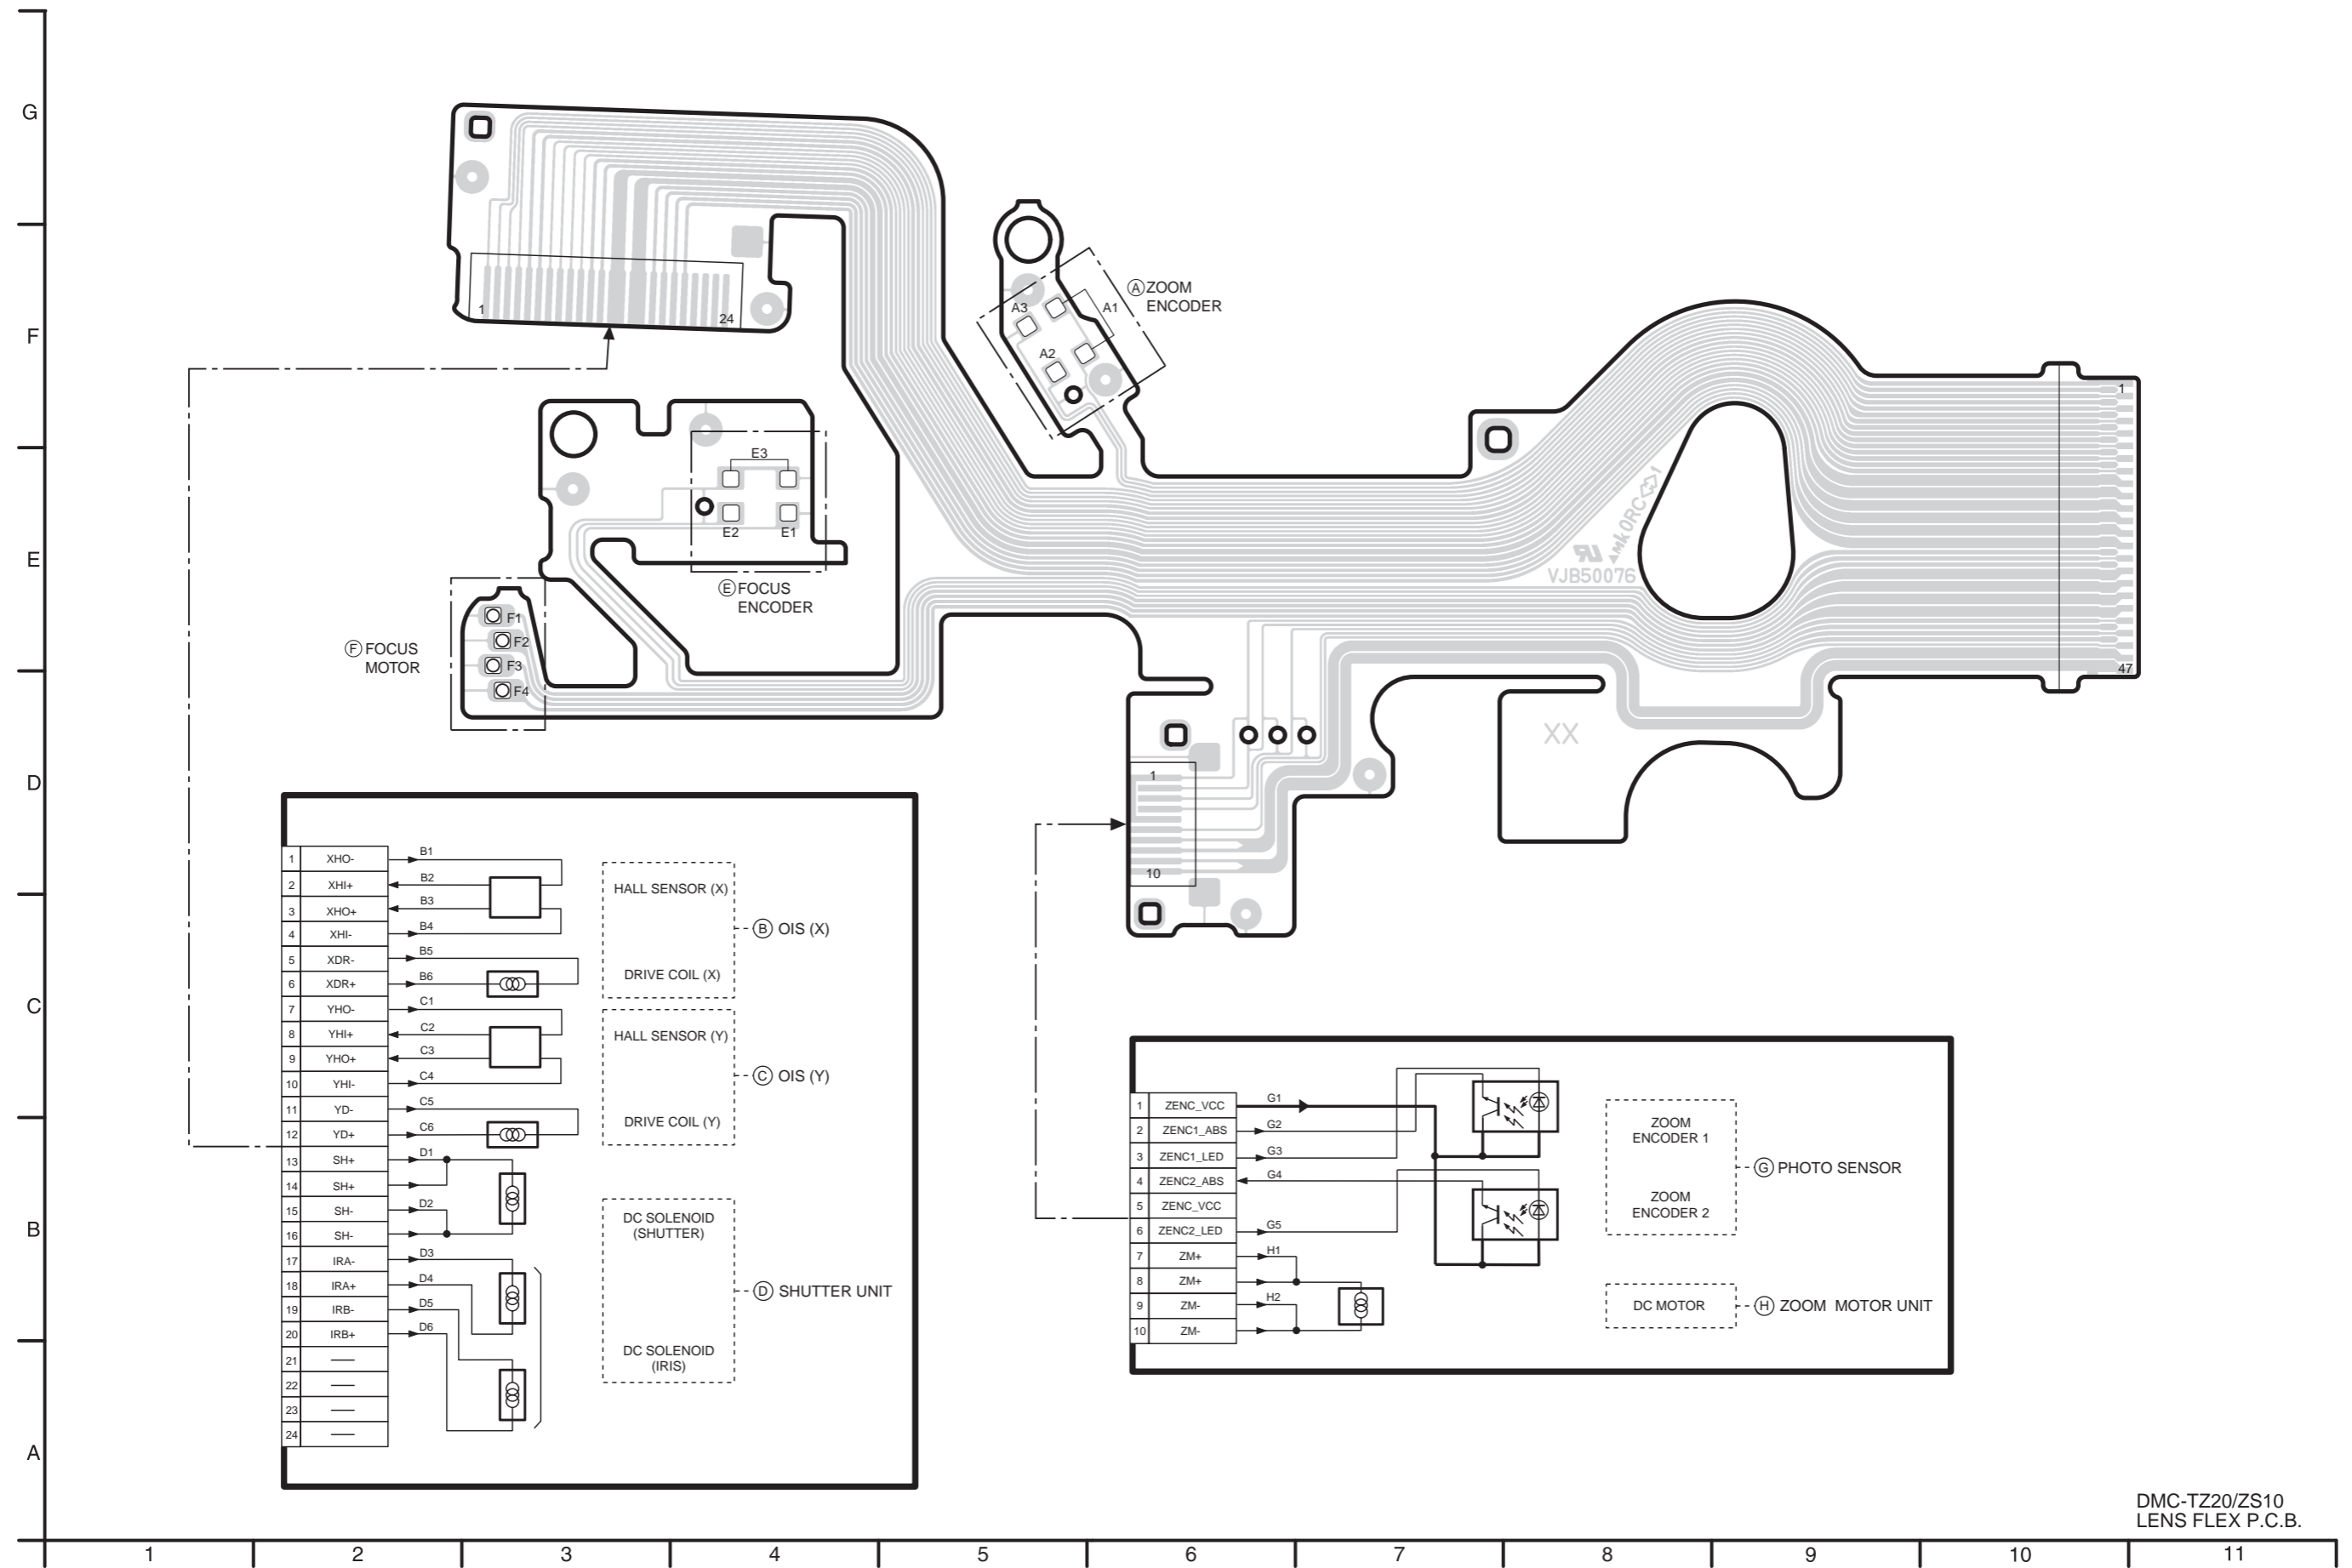 G
F
E
D
C
B
A
1
24
A3
A1
A2
Ⓐ ZOOM
ENCODER
E3
E2
E1
Ⓔ FOCUS
ENCODER
Ⓕ FOCUS
MOTOR
F1
F2
F3
F4
ЯU
VJB50076
XX
1
47
1
10
1 XHO- B1
2 XHI+ B2
3 XHO+ B3
4 XHI- B4
5 XDR- B5
6 XDR+ B6
7 YHO- C1
8 YHI+ C2
9 YHO+ C3
10 YHI- C4
11 YD- C5
12 YD+ C6
13 SH+ D1
14 SH+
15 SH- D2
16 SH-
17 IRA- D3
18 IRA+ D4
19 IRB- D5
20 IRB+ D6
21 —
22 —
23 —
24 —
HALL SENSOR (X)
Ⓑ OIS (X)
DRIVE COIL (X)
HALL SENSOR (Y)
Ⓒ OIS (Y)
DRIVE COIL (Y)
DC SOLENOID
(SHUTTER)
Ⓓ SHUTTER UNIT
DC SOLENOID
(IRIS)
1 ZENC_VCC G1
2 ZENC1_ABS G2
3 ZENC1_LED G3
4 ZENC2_ABS G4
5 ZENC_VCC
6 ZENC2_LED G5
7 ZM+ H1
8 ZM+
9 ZM- H2
10 ZM-
ZOOM
ENCODER 1
Ⓖ PHOTO SENSOR
ZOOM
ENCODER 2
DC MOTOR
Ⓗ ZOOM MOTOR UNIT
DMC-TZ20/ZS10
LENS FLEX P.C.B.
1 2 3 4 5 6 7 8 9 10 11